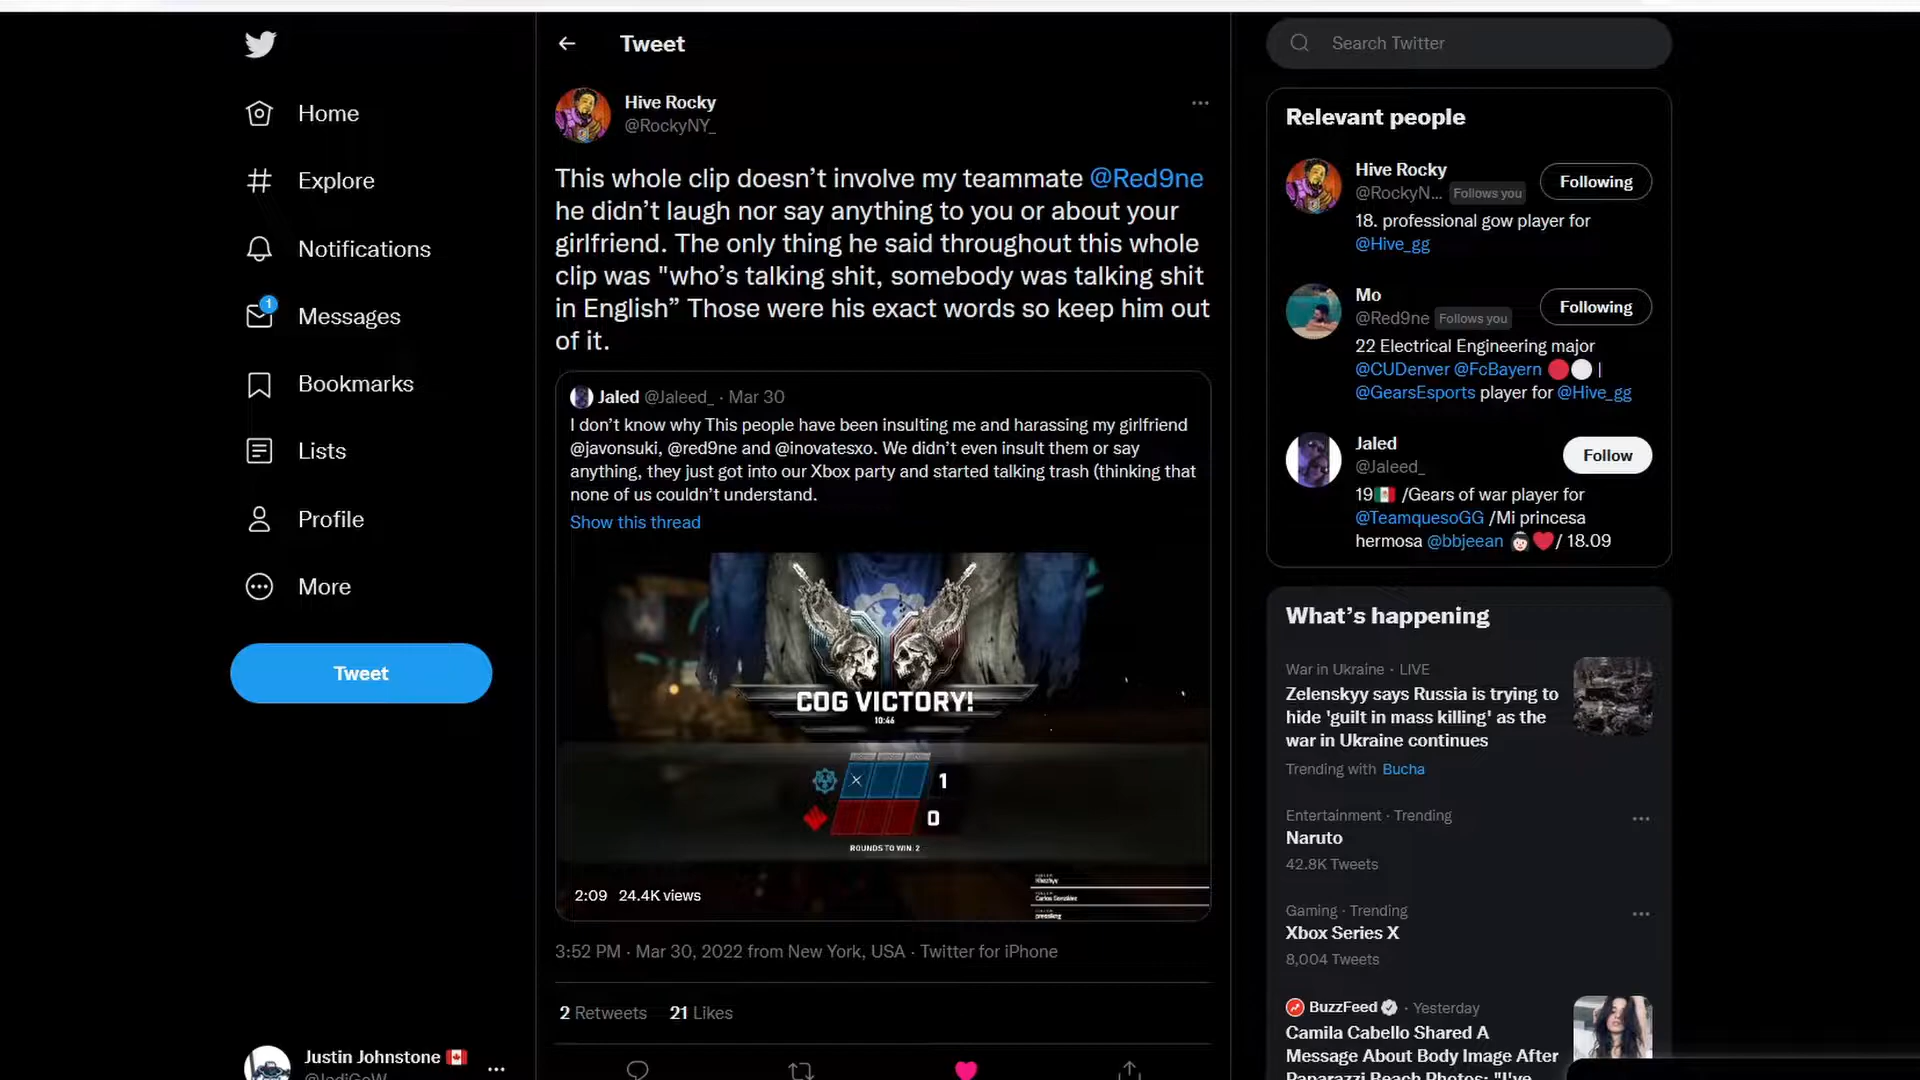 Home
Explore
Notifications
1
Messages
Bookmarks
Lists
Profile
More
Tweet
Justin Johnstone
Tweet
Hive Rocky
@RockyNY_
This whole clip doesn’t involve my teammate @Red9ne
he didn’t laugh nor say anything to you or about your
girlfriend. The only thing he said throughout this whole
clip was "who’s talking shit, somebody was talking shit
in English” Those were his exact words so keep him out
of it.
Jaled @Jaleed_ · Mar 30
I don’t know why This people have been insulting me and harassing my girlfriend
@javonsuki, @red9ne and @inovatesxo. We didn’t even insult them or say
anything, they just got into our Xbox party and started talking trash (thinking that
none of us couldn’t understand.
Show this thread
COG VICTORY!
10:46
1
0
ROUNDS TO WIN: 2
2:09 24.4K views
Carlos González
3:52 PM · Mar 30, 2022 from New York, USA · Twitter for iPhone
2 Retweets 21 Likes
Search Twitter
Relevant people
Hive Rocky
@RockyN... Follows you
Following
18. professional gow player for
@Hive_gg
Mo
@Red9ne Follows you
Following
22 Electrical Engineering major
@CUDenver @FcBayern 🔴⚪ |
@GearsEsports player for @Hive_gg
Jaled
@Jaleed_
Follow
19🇲🇽 /Gears of war player for
@TeamquesoGG /Mi princesa
hermosa @bbjeean 👰🏻❤️/ 18.09
What’s happening
War in Ukraine · LIVE
Zelenskyy says Russia is trying to
hide 'guilt in mass killing' as the
war in Ukraine continues
Trending with Bucha
Entertainment · Trending
Naruto
42.8K Tweets
Gaming · Trending
Xbox Series X
8,004 Tweets
BuzzFeed · Yesterday
Camila Cabello Shared A
Message About Body Image After
Paparazzi Beach Photos: "I've